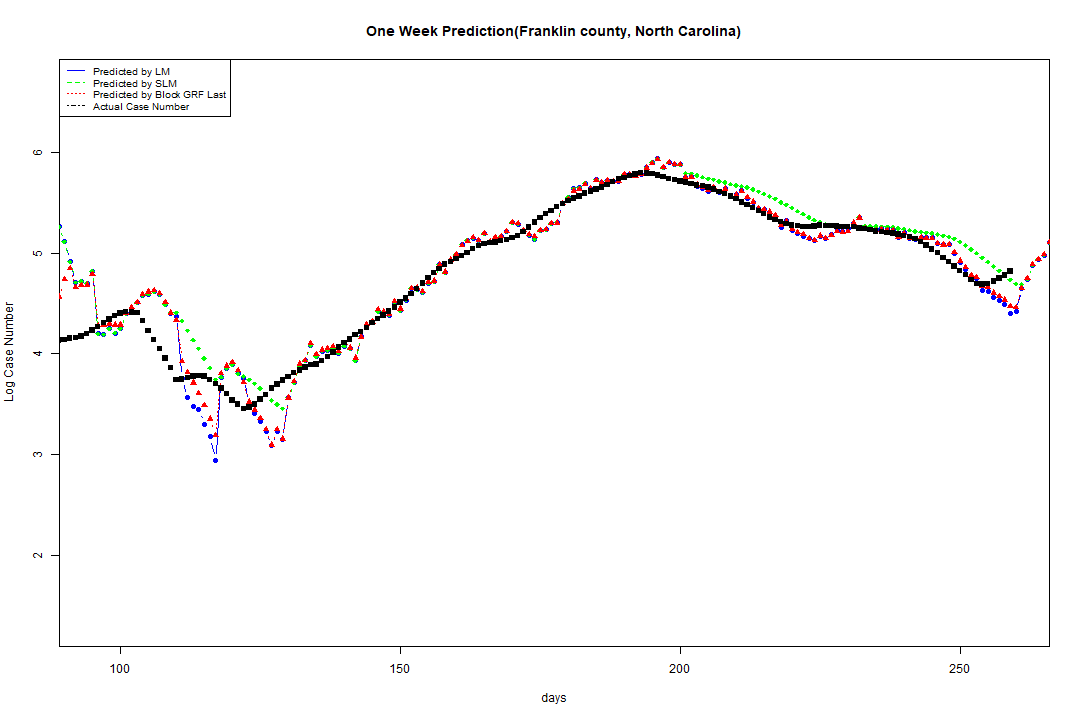 One Week Prediction(Franklin county, North Carolina)
Predicted by LM
Predicted by SLM
Predicted by Block GRF Last
Actual Case Number
6
5
4
3
2
Log Case Number
100 150 200 250
days